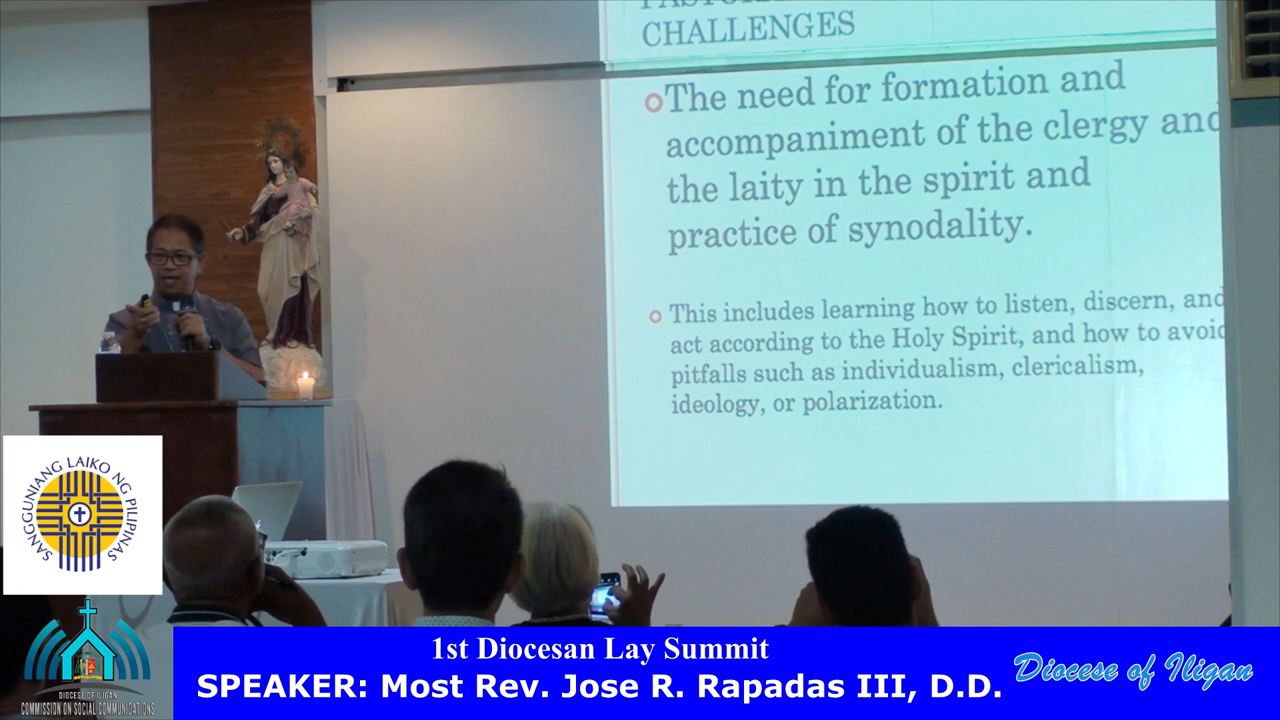 CHALLENGES
The need for formation and
accompaniment of the clergy and
the laity in the spirit and
practice of synodality.
This includes learning how to listen, discern, and
act according to the Holy Spirit, and how to avoid
pitfalls such as individualism, clericalism,
ideology, or polarization.
SANGGUNIANG LAIKO NG PILIPINAS
DIOCESE OF ILIGAN
COMMISSION ON SOCIAL COMMUNICATIONS
1st Diocesan Lay Summit
SPEAKER: Most Rev. Jose R. Rapadas III, D.D.
Diocese of Iligan